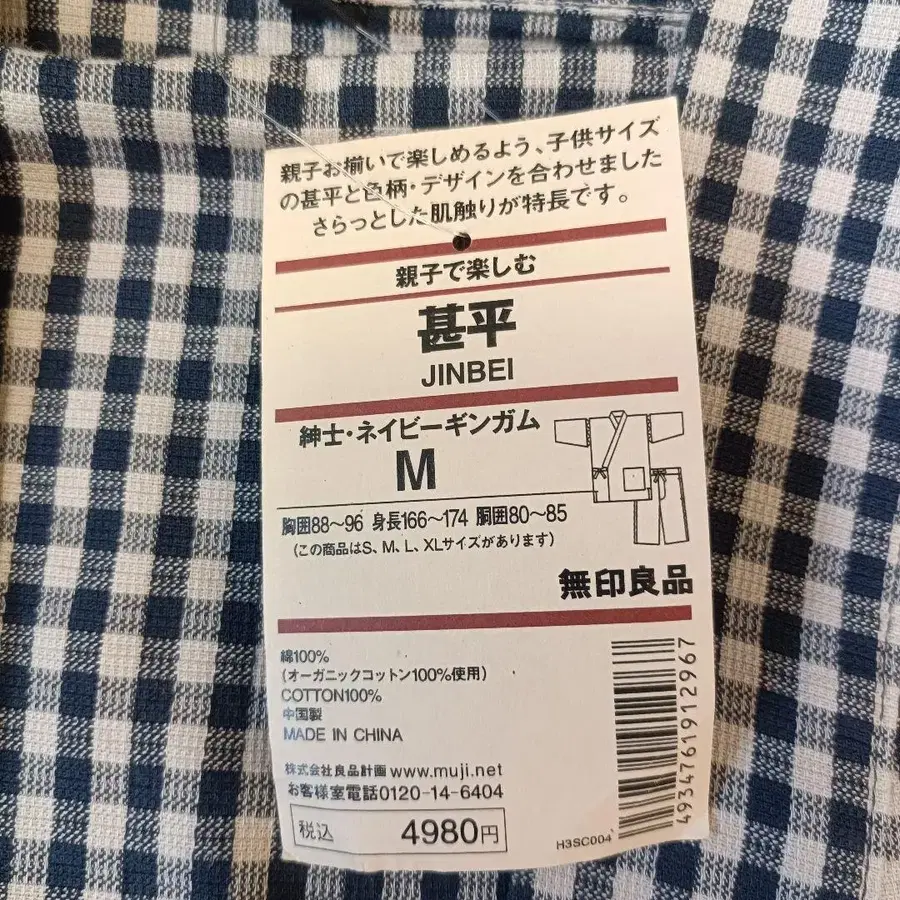 親子お揃いで楽しめるよう、子供サイズ
の甚平と色柄・デザインを合わせました
さらっとした肌触りが特長です。
親子で楽しむ
甚平
JINBEI
紳士・ネイビーギンガム
M
胸囲88〜96 身長166〜174 胴囲80〜85
(この商品はS、M、L、XLサイズがあります)
無印良品
綿100%
(オーガニックコットン100%使用)
COTTON100%
中国製
MADE IN CHINA
株式会社良品計画 www.muji.net
お客様室電話0120-14-6404
税込 4980円
H3SC004
4934761912967